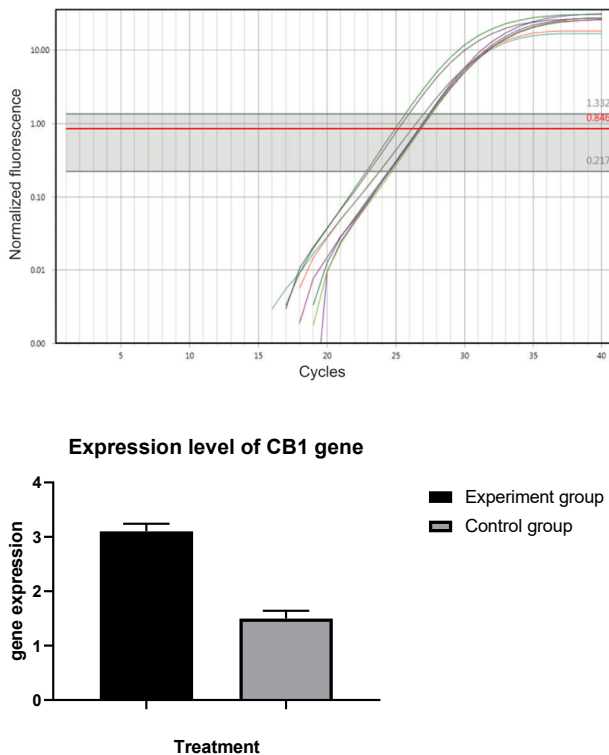 Normalized fluorescence
10.00
1.00
0.10
0.01
0.00
1.332
0.846
0.217
5 10 15 20 25 30 35 40
Cycles
Expression level of CB1 gene
gene expression
4
3
2
1
0
Treatment
Experiment group
Control group